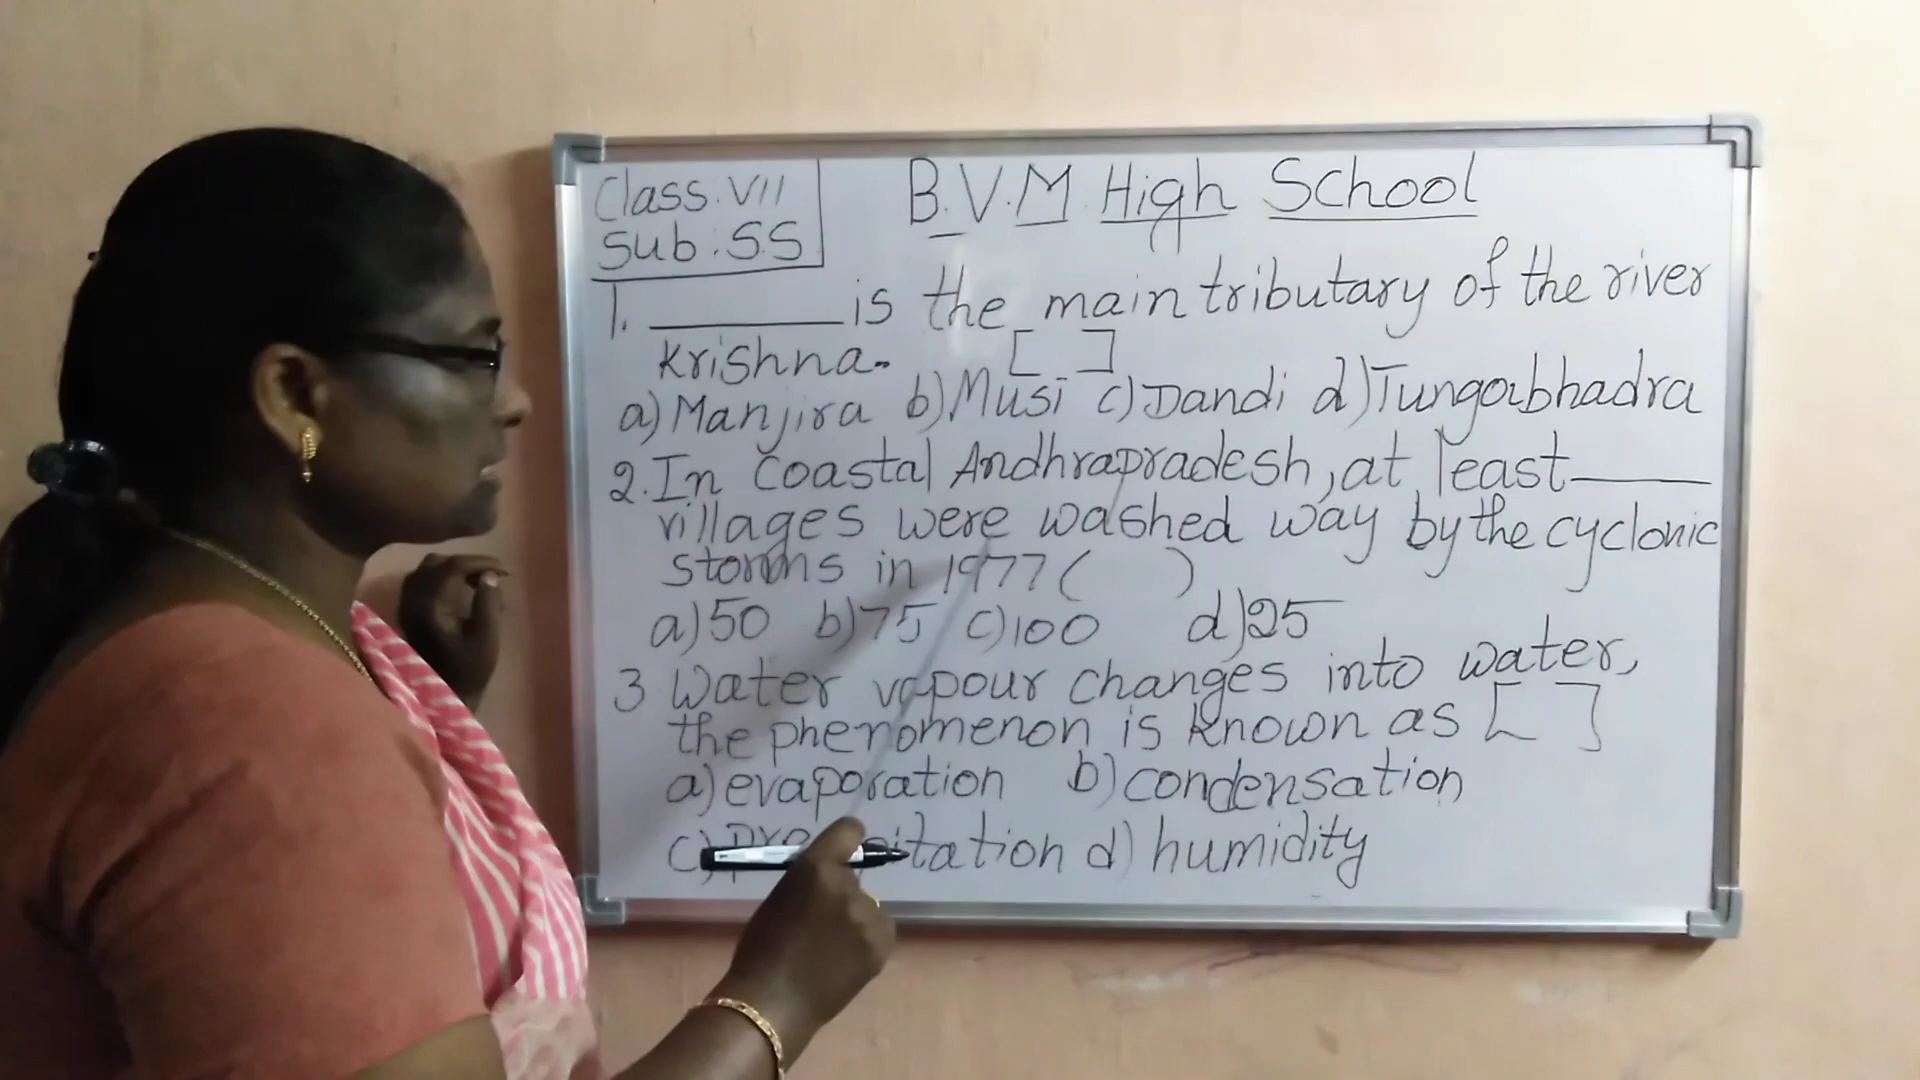 Class.VII
Sub:S.S
B.V.M. High School
1. ______ is the main tributary of the river
Krishna. [ ]
a) Manjira b) Musi c) Dandi d) Tungabhadra
2. In Coastal Andhrapradesh, at least ____
villages were washed way by the cyclonic
storms in 1977 ( )
a) 50 b) 75 c) 100 d) 25
3 Water vapour changes into water,
the phenomenon is known as [ ]
a) evaporation b) condensation
c) d) humidity